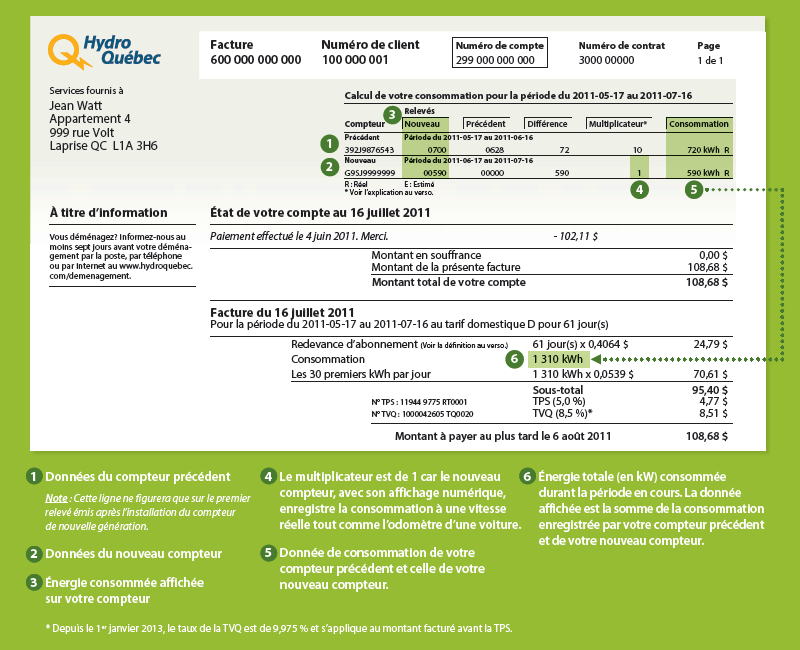 Hydro
Québec
Facture
600 000 000 000
Numéro de client
100 000 001
Numéro de compte
299 000 000 000
Numéro de contrat
3000 00000
Page
1 de 1
Services fournis à
Jean Watt
Appartement 4
999 rue Volt
Laprise QC L1A 3H6
Calcul de votre consommation pour la période du 2011-05-17 au 2011-07-16
3 Relevés
Compteur Nouveau Précédent Différence Multiplicateur* Consommation
Précédent Période du 2011-05-17 au 2011-06-16
1 392J9876543 0700 0628 72 10 720 kWh R
Nouveau Période du 2011-06-17 au 2011-07-16
2 G9SJ9999999 00590 00000 590 1 590 kWh R
R : Réel E : Estimé
* Voir l'explication au verso.
4 5
À titre d'information
Vous déménagez? Informez-nous au
moins sept jours avant votre déména-
gement par la poste, par téléphone
ou par Internet au www.hydroquebec.
com/demenagement.
État de votre compte au 16 juillet 2011
Paiement effectué le 4 juin 2011. Merci. - 102,11 $
Montant en souffrance 0,00 $
Montant de la présente facture 108,68 $
Montant total de votre compte 108,68 $
Facture du 16 juillet 2011
Pour la période du 2011-05-17 au 2011-07-16 au tarif domestique D pour 61 jour(s)
Redevance d'abonnement (Voir la définition au verso.) 61 jour(s) x 0,4064 $ 24,79 $
Consommation 6 1 310 kWh
Les 30 premiers kWh par jour 1 310 kWh x 0,0539 $ 70,61 $
Sous-total 95,40 $
N° TPS : 11944 9775 RT0001 TPS (5,0 %) 4,77 $
N° TVQ : 1000042605 TQ0020 TVQ (8,5 %)* 8,51 $
Montant à payer au plus tard le 6 août 2011 108,68 $
1 Données du compteur précédent
Note : Cette ligne ne figurera que sur le premier
relevé émis après l'installation du compteur
de nouvelle génération.
2 Données du nouveau compteur
3 Énergie consommée affichée
sur votre compteur
4 Le multiplicateur est de 1 car le nouveau
compteur, avec son affichage numérique,
enregistre la consommation à une vitesse
réelle tout comme l'odomètre d'une voiture.
5 Donnée de consommation de votre
compteur précédent et celle de votre
nouveau compteur.
6 Énergie totale (en kW) consommée
durant la période en cours. La donnée
affichée est la somme de la consommation
enregistrée par votre compteur précédent
et de votre nouveau compteur.
* Depuis le 1er janvier 2013, le taux de la TVQ est de 9,975 % et s'applique au montant facturé avant la TPS.